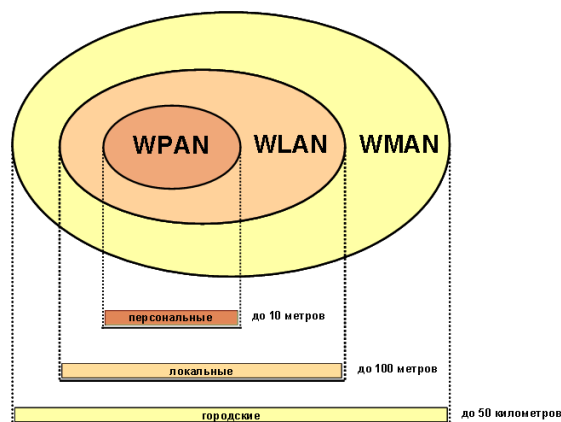 WPAN WLAN WMAN
персональные до 10 метров
локальные до 100 метров
городские до 50 километров